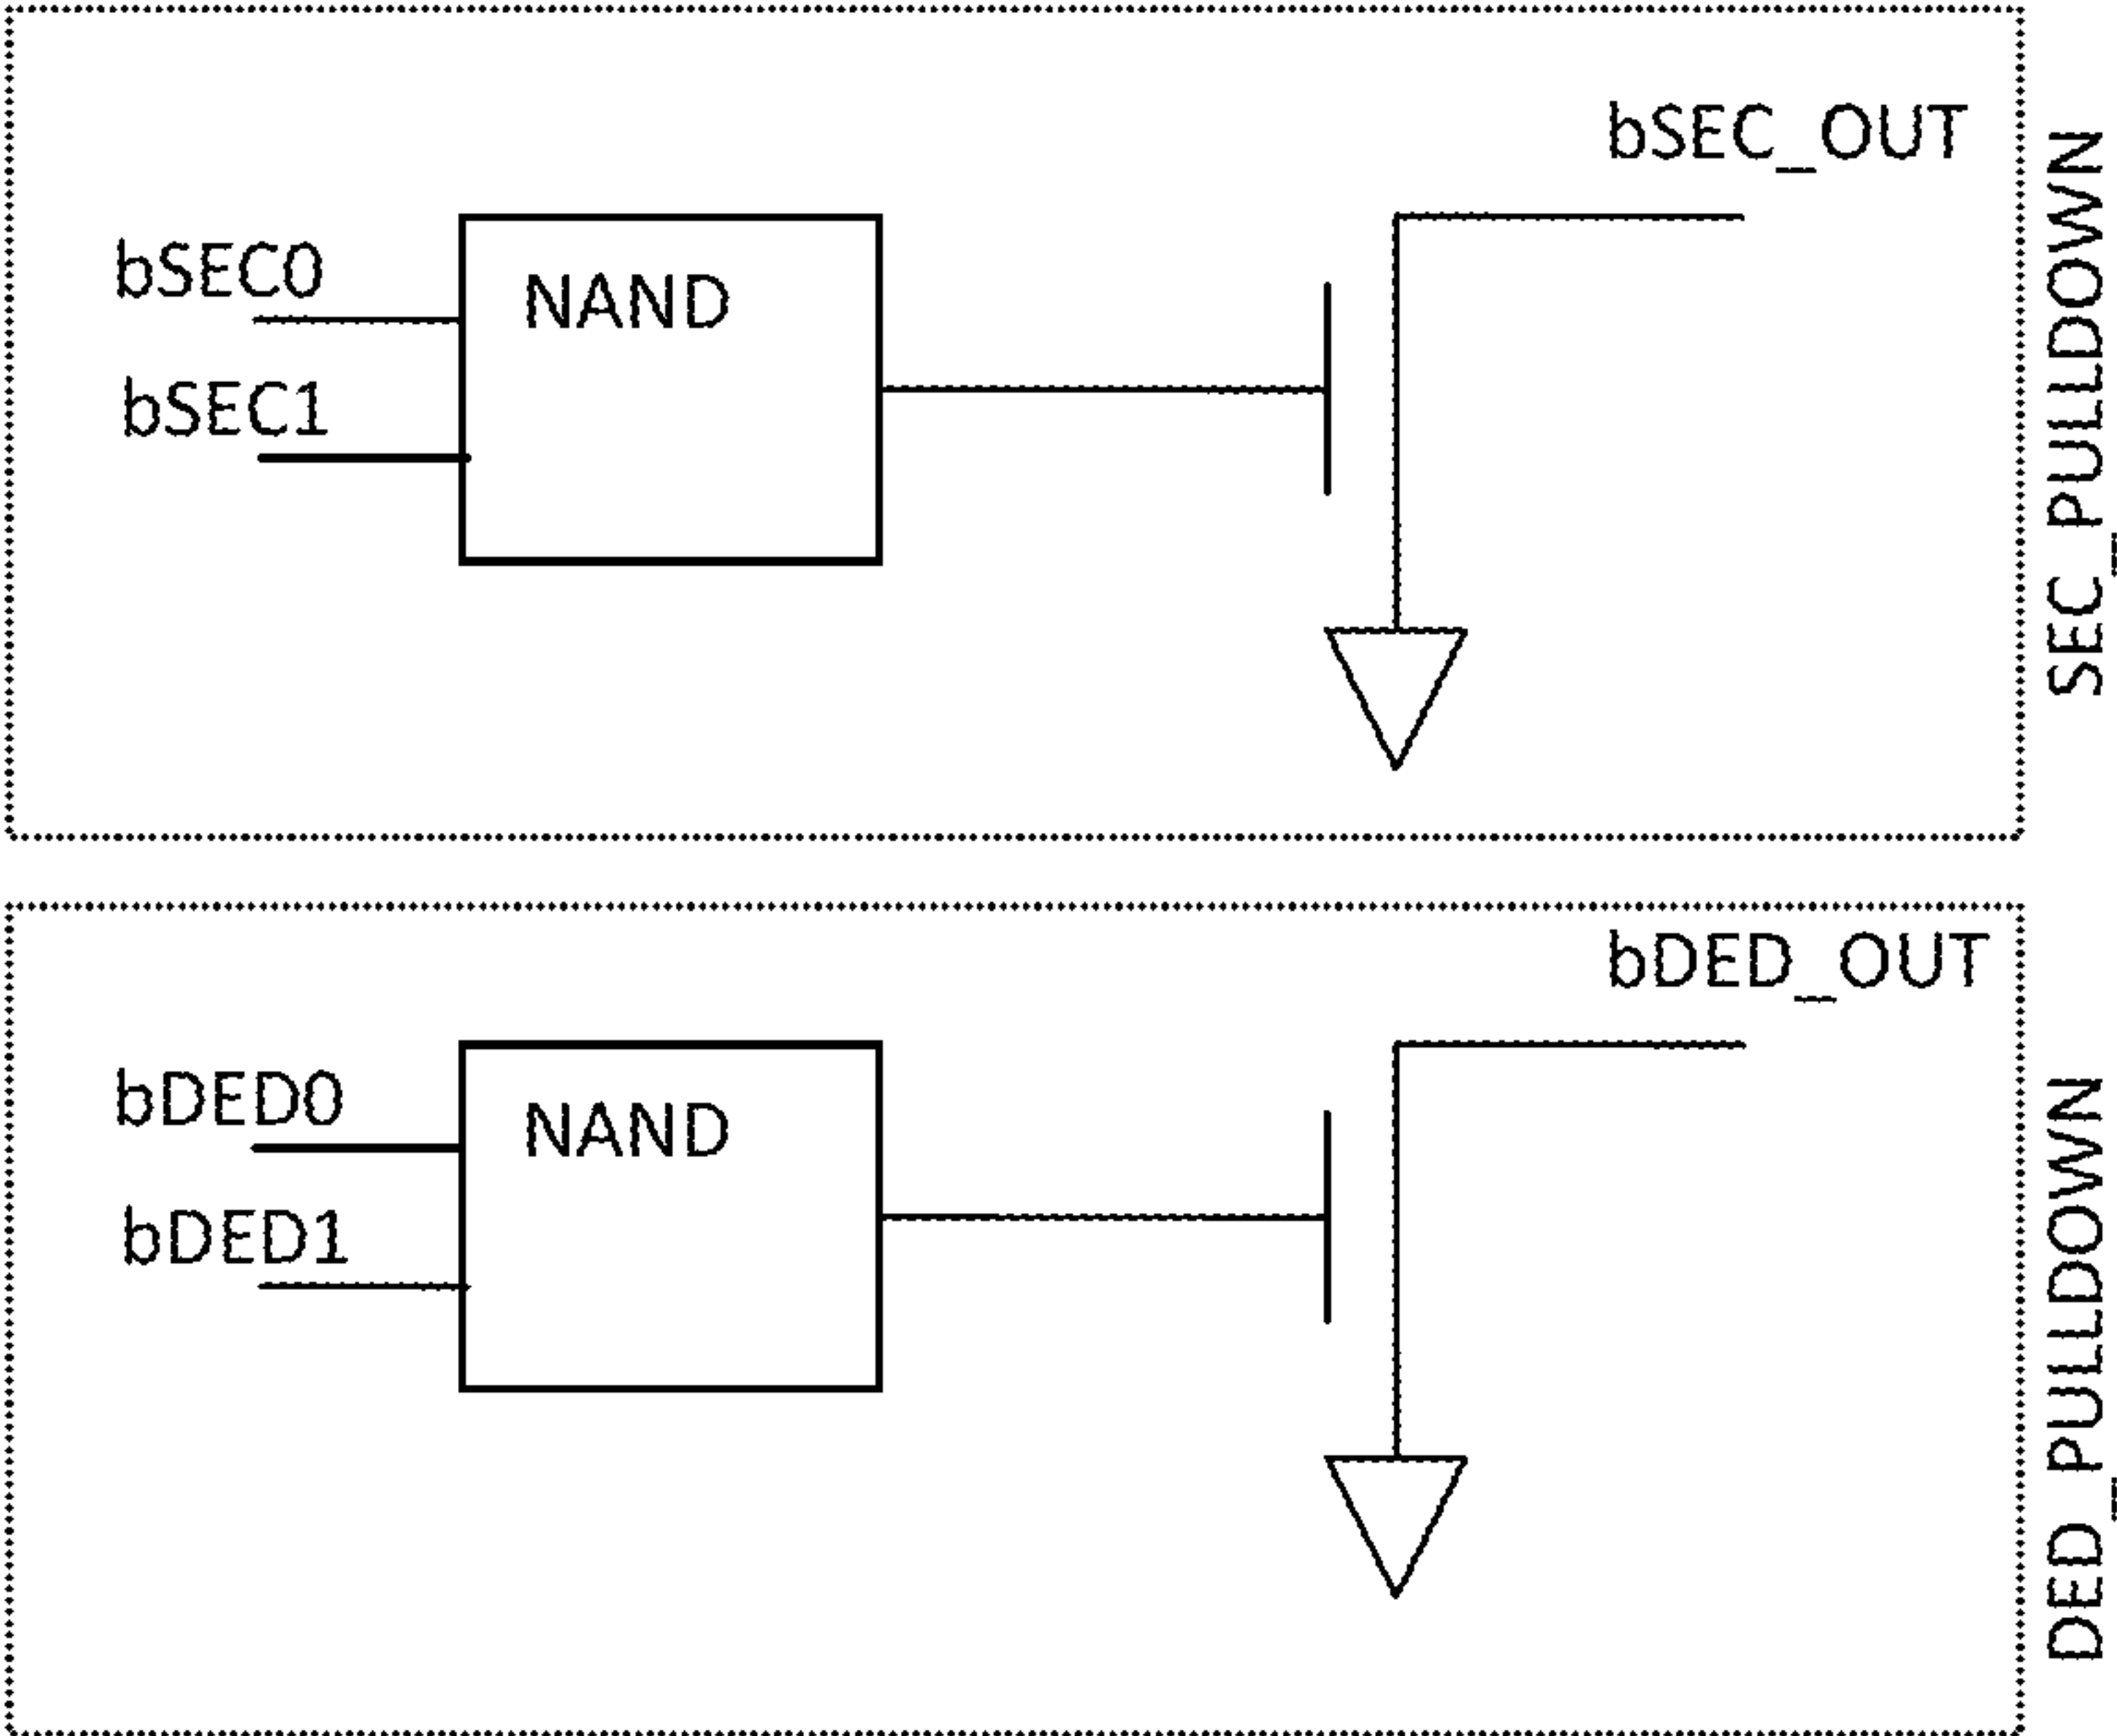 bSEC_OUT
bSEC0
NAND
bSEC1
SEC_PULLDOWN
bDED_OUT
bDED0
NAND
bDED1
DED_PULLDOWN